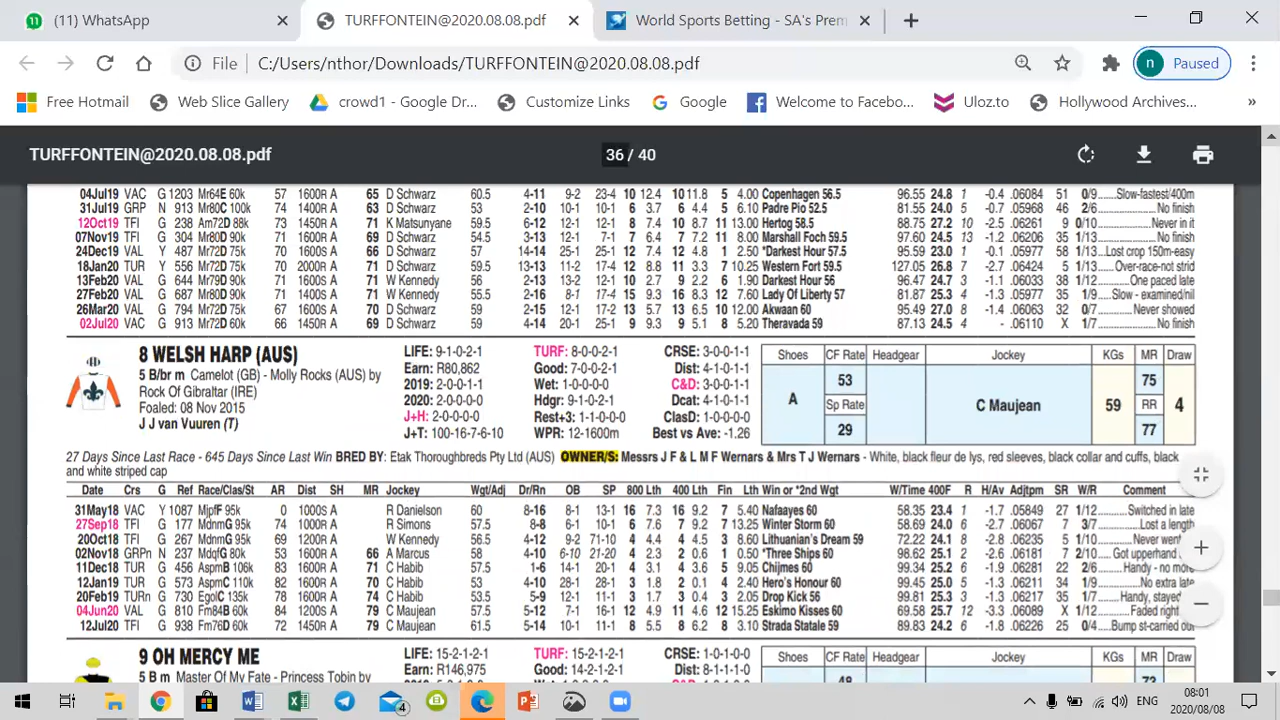 (11) WhatsApp
TURFFONTEIN@2020.08.08.pdf
World Sports Betting - SA's Prem
File
C:/Users/nthor/Downloads/TURFFONTEIN@2020.08.08.pdf
n Paused
Free Hotmail
Web Slice Gallery
crowd1 - Google Dr...
Customize Links
Google
Welcome to Facebo...
Uloz.to
Hollywood Archives...
»
TURFFONTEIN@2020.08.08.pdf
36 / 40
04Jul19 VAC G 1203 Mr64E 60k 57 1600R A 65 D Schwarz 60.5 4-11 9-2 23-4 10 12.4 10 11.8 5 4.00 Copenhagen 56.5 96.55 24.8 1 -0.4 .06084 51 0/9 ....Slow-fastest/400m
31Jul19 GRP N 913 Mr80C 100k 74 1400R A 63 D Schwarz 53 2-10 10-1 10-1 6 3.7 6 4.4 5 6.10 Padre Pio 52.5 81.55 24.0 5 -0.7 .05968 46 2/6 ....No finish
12Oct19 TFI G 238 Am72D 88k 73 1400S A 71 K Matsunyane 59.5 6-12 12-1 12-1 8 7.4 10 8.7 11 13.00 Hertog 58.5 88.75 27.2 10 -2.5 .06261 9 0/10 ....Never in it
07Nov19 TFI G 304 Mr80D 90k 71 1600S A 69 D Schwarz 54.5 3-13 12-1 7-1 6 7.4 7 7.2 11 8.00 Marshall Foch 59.5 97.60 24.5 13 -1.2 .06206 35 1/13 ....No finish
24Dec19 VAL Y 487 Mr72D 75k 70 1600S A 66 D Schwarz 57 14-14 25-1 25-1 12 7.4 12 4.8 1 2.50 *Darkest Hour 57.5 95.59 23.0 1 -0.1 .05977 58 1/13 ....Lost crop 150m-easy
18Jan20 TUR Y 556 Mr72D 75k 70 2000R A 71 D Schwarz 59.5 13-13 11-2 17-4 12 8.8 11 3.3 7 10.25 Western Fort 59.5 127.05 26.8 7 -2.7 .06424 5 1/13 ....Over-race-not strid
13Feb20 VAL G 644 Mr79D 90k 70 1600S A 71 W Kennedy 56 2-13 13-2 12-1 10 2.7 9 2.2 6 1.90 Darkest Hour 56 96.47 24.7 3 -1.1 .06033 38 1/12 ....One paced late
27Feb20 VAL G 687 Mr80D 90k 71 1400S A 71 W Kennedy 55.5 2-16 8-1 17-4 15 9.3 16 8.3 12 7.60 Lady Of Liberty 57 81.87 25.3 4 -1.3 .05977 35 1/9 ....Slow - examined/nil
26Mar20 VAL G 794 Mr72D 75k 67 1600S A 70 D Schwarz 60 2-16 12-1 17-2 13 5.7 13 6.5 10 12.00 Akwaan 60 95.49 27.0 8 -1.4 .06063 32 0/7 ....Never showed
02Jul20 VAC G 913 Mr72D 60k 66 1450R A 69 D Schwarz 59 4-14 20-1 25-1 9 9.3 9 5.1 8 5.20 Theravada 59 87.13 24.5 4 - .06110 X 1/7 ....No finish
8 WELSH HARP (AUS)
5 B/br m Camelot (GB) - Molly Rocks (AUS) by
Rock Of Gibraltar (IRE)
Foaled: 08 Nov 2015
J J van Vuuren (T)
LIFE: 9-1-0-2-1 TURF: 8-0-0-2-1 CRSE: 3-0-0-1-1
Earn: R80,862 Good: 7-0-0-2-1 Dist: 4-1-0-1-1
2019: 2-0-0-1-1 Wet: 1-0-0-0-0 C&D: 3-0-0-1-1
2020: 2-0-0-0-0 Hdgr: 9-1-0-2-1 Dcat: 4-1-0-1-1
J+H: 2-0-0-0-0 Rest+3: 1-1-0-0-0 ClasD: 1-0-0-0-0
J+T: 100-16-7-6-10 WPR: 12-1600m Best vs Ave: -1.26
Shoes CF Rate Headgear Jockey KGs MR Draw
A 53 C Maujean 59 75 4
Sp Rate RR
29 77
27 Days Since Last Race - 645 Days Since Last Win BRED BY: Etak Thoroughbreds Pty Ltd (AUS) OWNER/S: Messrs J F & L M F Wernars & Mrs T J Wernars - White, black fleur de lys, red sleeves, black collar and cuffs, black
and white striped cap
Date Crs G Ref Race/Clas/St AR Dist SH MR Jockey Wgt/Adj Dr/Rn OB SP 800 Lth 400 Lth Fin Lth Win or *2nd Wgt W/Time 400F R H/Av Adjtpm SR W/R Comment
31May18 VAC Y 1087 MjpfF 95k 0 1000S A R Danielson 60 8-16 8-1 13-1 16 7.3 16 9.2 7 5.40 Nafaayes 60 58.35 23.4 1 -1.7 .05849 27 1/12 ....Switched in late
27Sep18 TFI G 177 MdnmG 95k 74 1000R A R Simons 57.5 8-8 6-1 10-1 6 7.6 7 9.2 7 13.25 Winter Storm 60 58.69 24.0 6 -2.7 .06007 7 3/7 ....Lost a length
20Oct18 TFI G 267 MdnmG 95k 69 1200S A W Kennedy 56.5 4-12 9-2 71-10 4 4.4 4 4.5 3 8.60 Lithuanian's Dream 59 72.22 24.1 8 -2.8 .06235 5 1/10 ....Never went
02Nov18 GRPn N 237 MdqfG 80k 53 1600R A 66 A Marcus 58 4-10 6-10 21-20 4 2.3 4 0.6 1 0.50 *Three Ships 60 98.62 25.1 2 -2.6 .06181 7 2/10 ....Got upperhand
11Dec18 TUR G 456 AspmB 106k 83 1600S A 71 C Habib 57 1-6 14-1 20-1 4 3.1 4 3.6 5 9.05 Chijmes 60 99.34 25.2 6 -1.9 .06281 22 2/6 ....Handy - no more
12Jan19 TUR G 573 AspmC 110k 82 1600R A 70 C Habib 53 4-10 28-1 28-1 3 1.8 2 0.1 4 2.40 Hero's Honour 60 99.45 25.0 5 -1.3 .06211 34 1/9 ....No extra late
20Feb19 TUR G 730 EgolC 135k 78 1600R A 74 C Habib 53.5 5-9 12-1 11-1 3 1.7 3 0.4 3 2.05 Drop Kick 56 99.81 25.3 3 -1.3 .06217 35 1/7 ....Handy, stayed
04Jun20 VAL G 810 Fm84B 60k 84 1200S A 79 C Maujean 57.5 5-12 7-1 16-1 12 4.9 11 4.6 12 15.25 Eskimo Kisses 60 69.58 25.7 12 -3.3 .06089 X 1/12 ....Faded right
12Jul20 TFI G 938 Fm76D 60k 72 1450R A 79 C Maujean 61.5 5-14 10-1 11-1 8 5.5 8 6.2 8 3.10 Strada Statale 59 89.83 24.2 6 -1.8 .06226 25 0/4 ....Bump st-carried out
9 OH MERCY ME
5 B m Master Of My Fate - Princess Tobin by
LIFE: 15-2-1-2-1 TURF: 15-2-1-2-1 CRSE: 1-0-1-0-0
Earn: R146,975 Good: 14-2-1-2-1 Dist: 8-1-1-1-0
Shoes CF Rate Headgear Jockey KGs MR Draw
ENG
08:01
2020/08/08